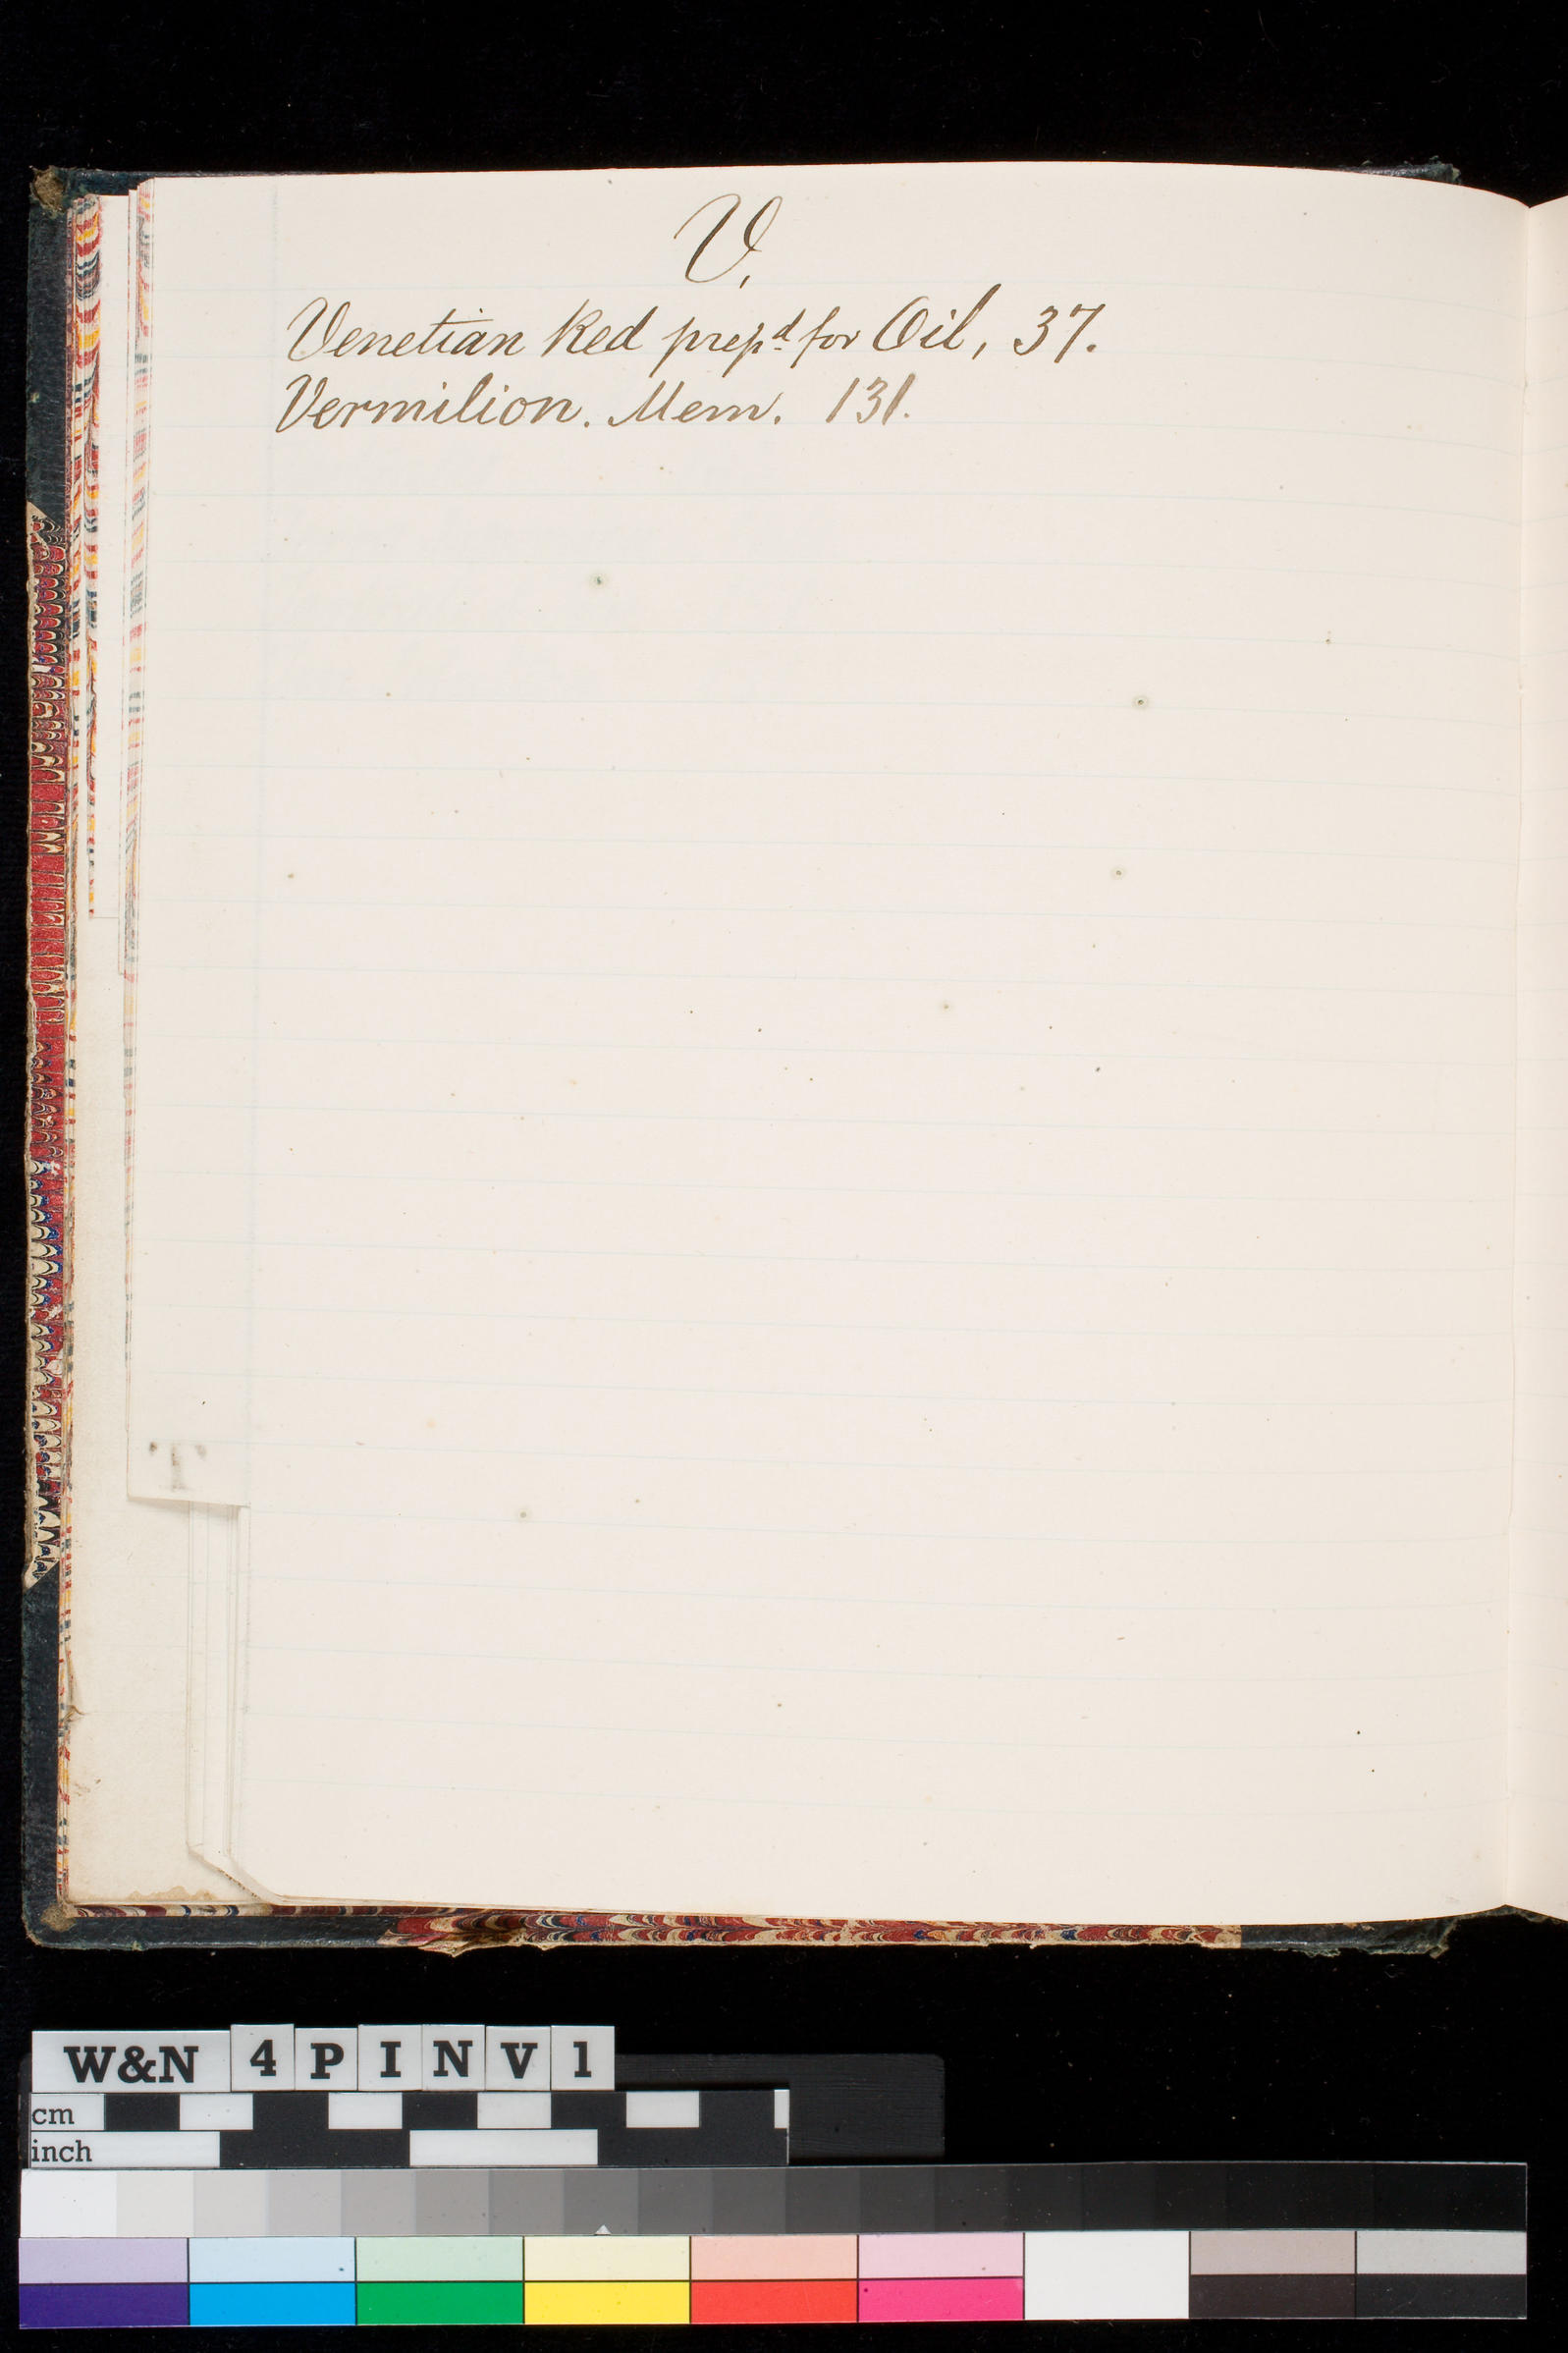 V.
Venetian Red prep.d for Oil, 37.
Vermilion. Mem. 131.
T
W&N 4 P I N V 1
cm
inch